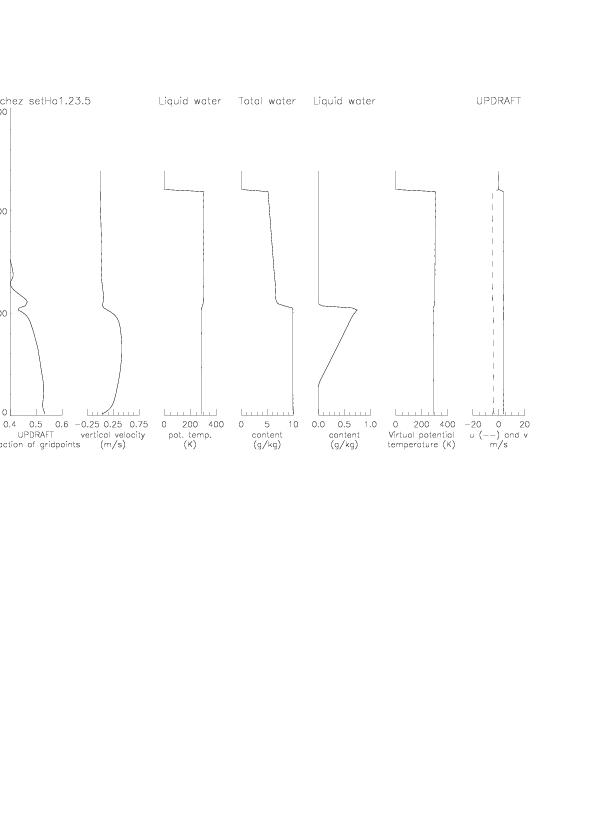 chez setHa1.23.5 Liquid water Total water Liquid water UPDRAFT
00
00
00
0
0.4 0.5 0.6 −0.25 0.25 0.75 0 200 400 0 5 10 0.0 0.5 1.0 0 200 400 −20 0 20
UPDRAFT vertical velocity pot. temp. content content Virtual potential u (−−) and v
action of gridpoints (m/s) (K) (g/kg) (g/kg) temperature (K) m/s